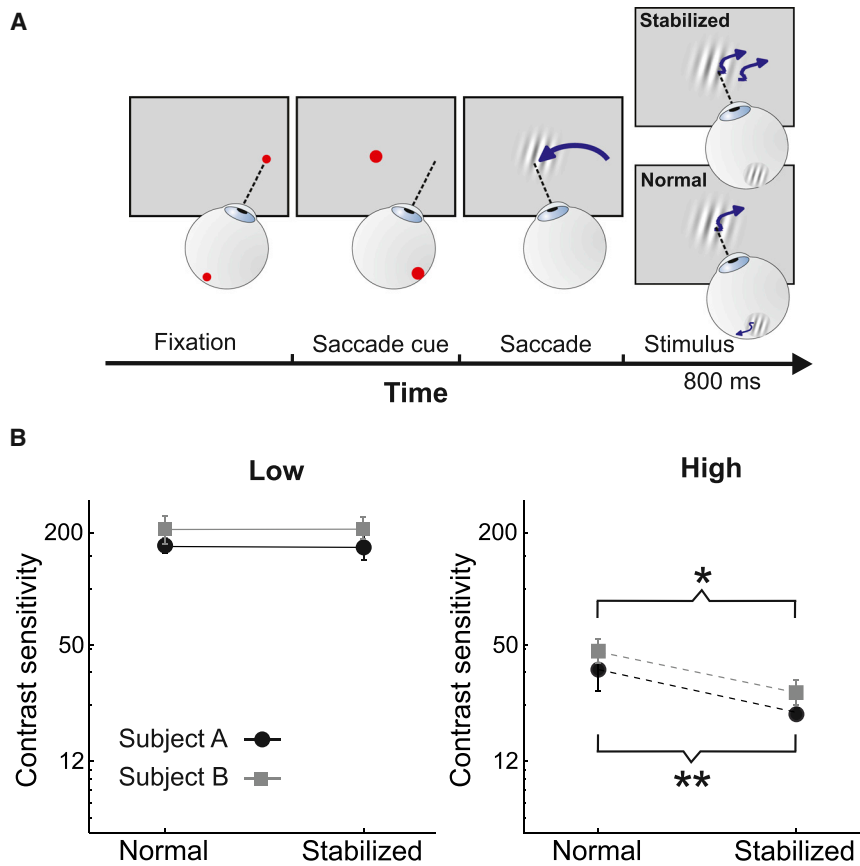 A
Stabilized
Normal
Fixation
Saccade cue
Saccade
Stimulus
Time
800 ms
B
Low
High
Contrast sensitivity
200
50
12
Subject A
Subject B
Normal
Stabilized
Contrast sensitivity
200
50
12
*
**
Normal
Stabilized